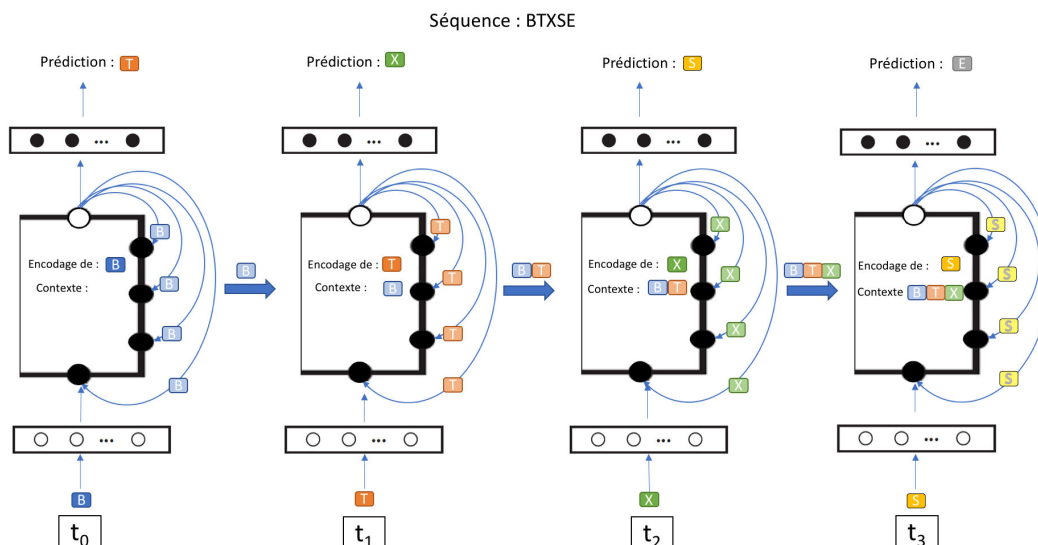 Séquence : BTXSE
Prédiction : T
Prédiction : X
Prédiction : S
Prédiction : E
...
...
...
...
B
B
B
B
Encodage de : B
Contexte :
B
T
T
T
T
Encodage de : T
Contexte : B
B T
X
X
X
X
Encodage de : X
Contexte : B T
B T X
S
S
S
S
Encodage de : S
Contexte B T X
...
...
...
...
B
T
X
S
t0
t1
t2
t3